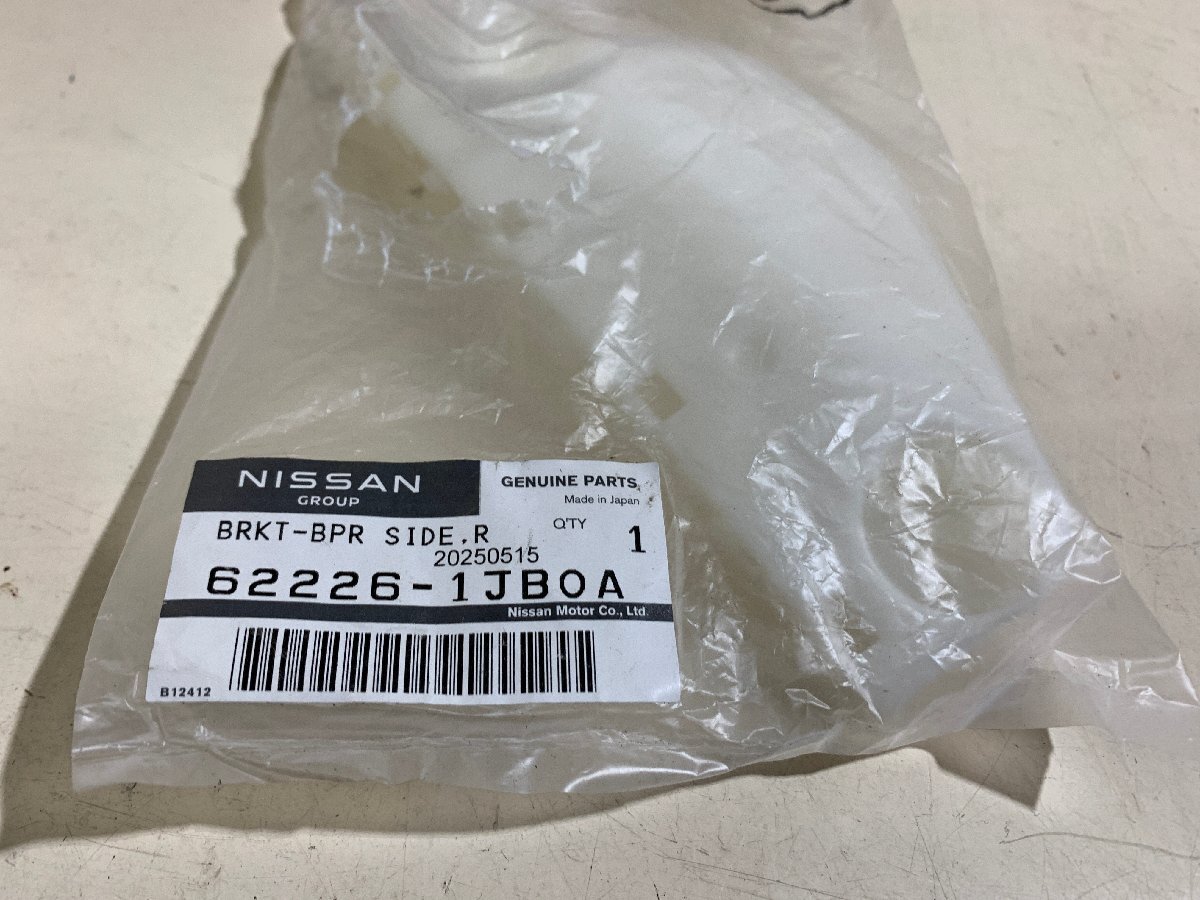 NISSAN
GROUP
GENUINE PARTS
Made in Japan
BRKT-BPR SIDE,R
Q'TY
1
20250515
62226-1JB0A
Nissan Motor Co., Ltd.
B12412